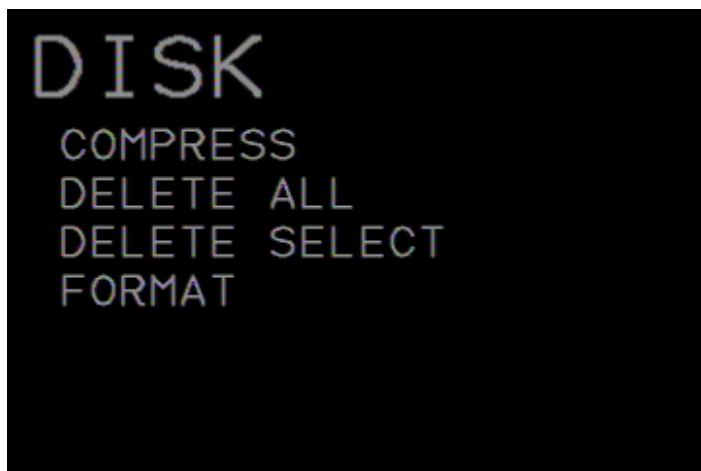 DISK
COMPRESS
DELETE ALL
DELETE SELECT
FORMAT